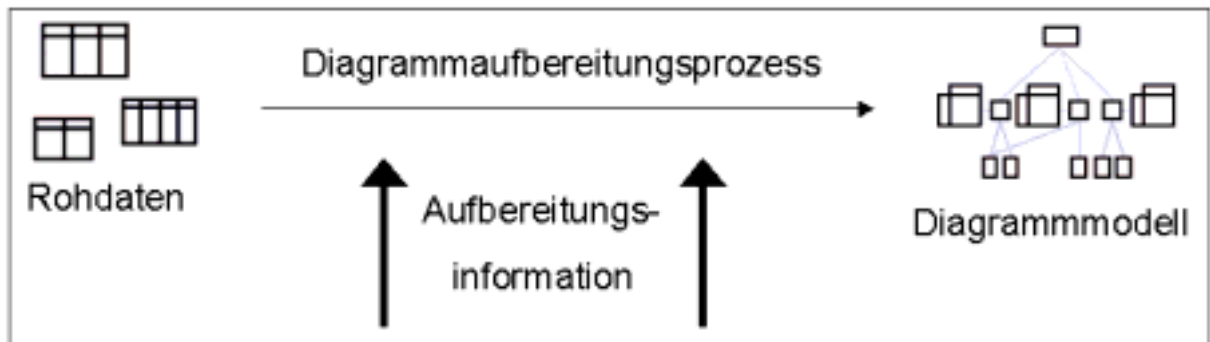 Diagrammaufbereitungsprozess
Rohdaten
Aufbereitungs-
information
Diagrammmodell